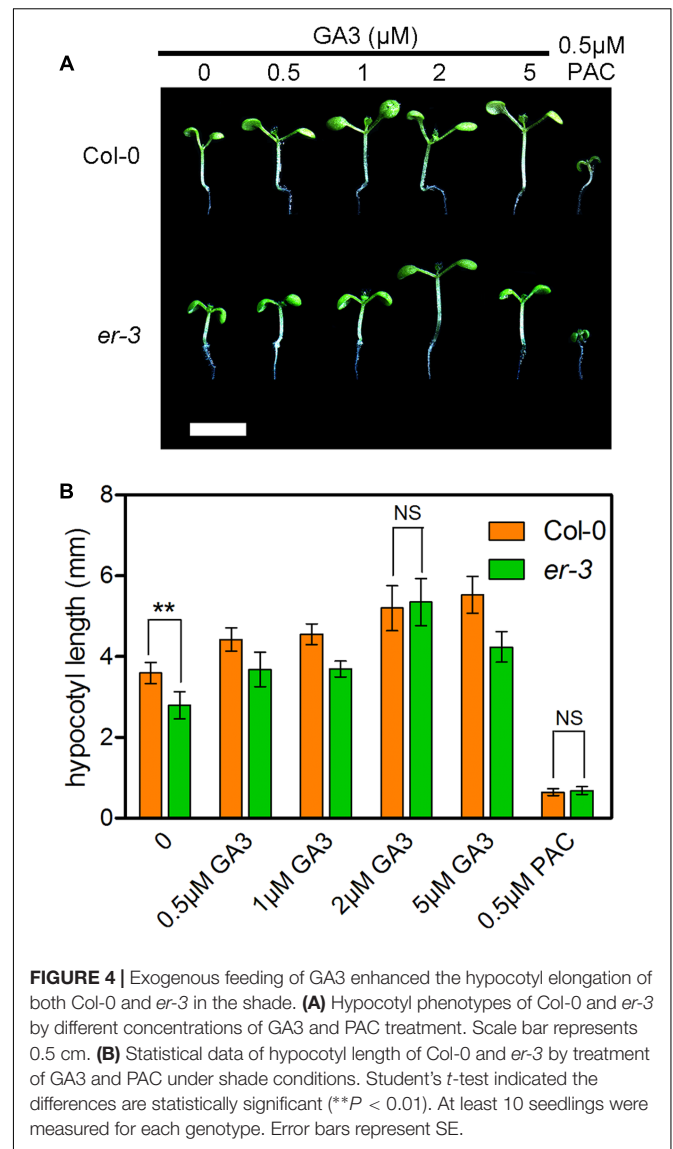 GA3 (µM)
A 0 0.5 1 2 5 0.5µM PAC
Col-0
er-3
B
8
NS
Col-0
er-3
**
6
4
NS
2
0
hypocotyl length (mm)
0
0.5µM GA3
1µM GA3
2µM GA3
5µM GA3
0.5µM PAC
FIGURE 4 | Exogenous feeding of GA3 enhanced the hypocotyl elongation of
both Col-0 and er-3 in the shade. (A) Hypocotyl phenotypes of Col-0 and er-3
by different concentrations of GA3 and PAC treatment. Scale bar represents
0.5 cm. (B) Statistical data of hypocotyl length of Col-0 and er-3 by treatment
of GA3 and PAC under shade conditions. Student's t-test indicated the
differences are statistically significant (**P < 0.01). At least 10 seedlings were
measured for each genotype. Error bars represent SE.